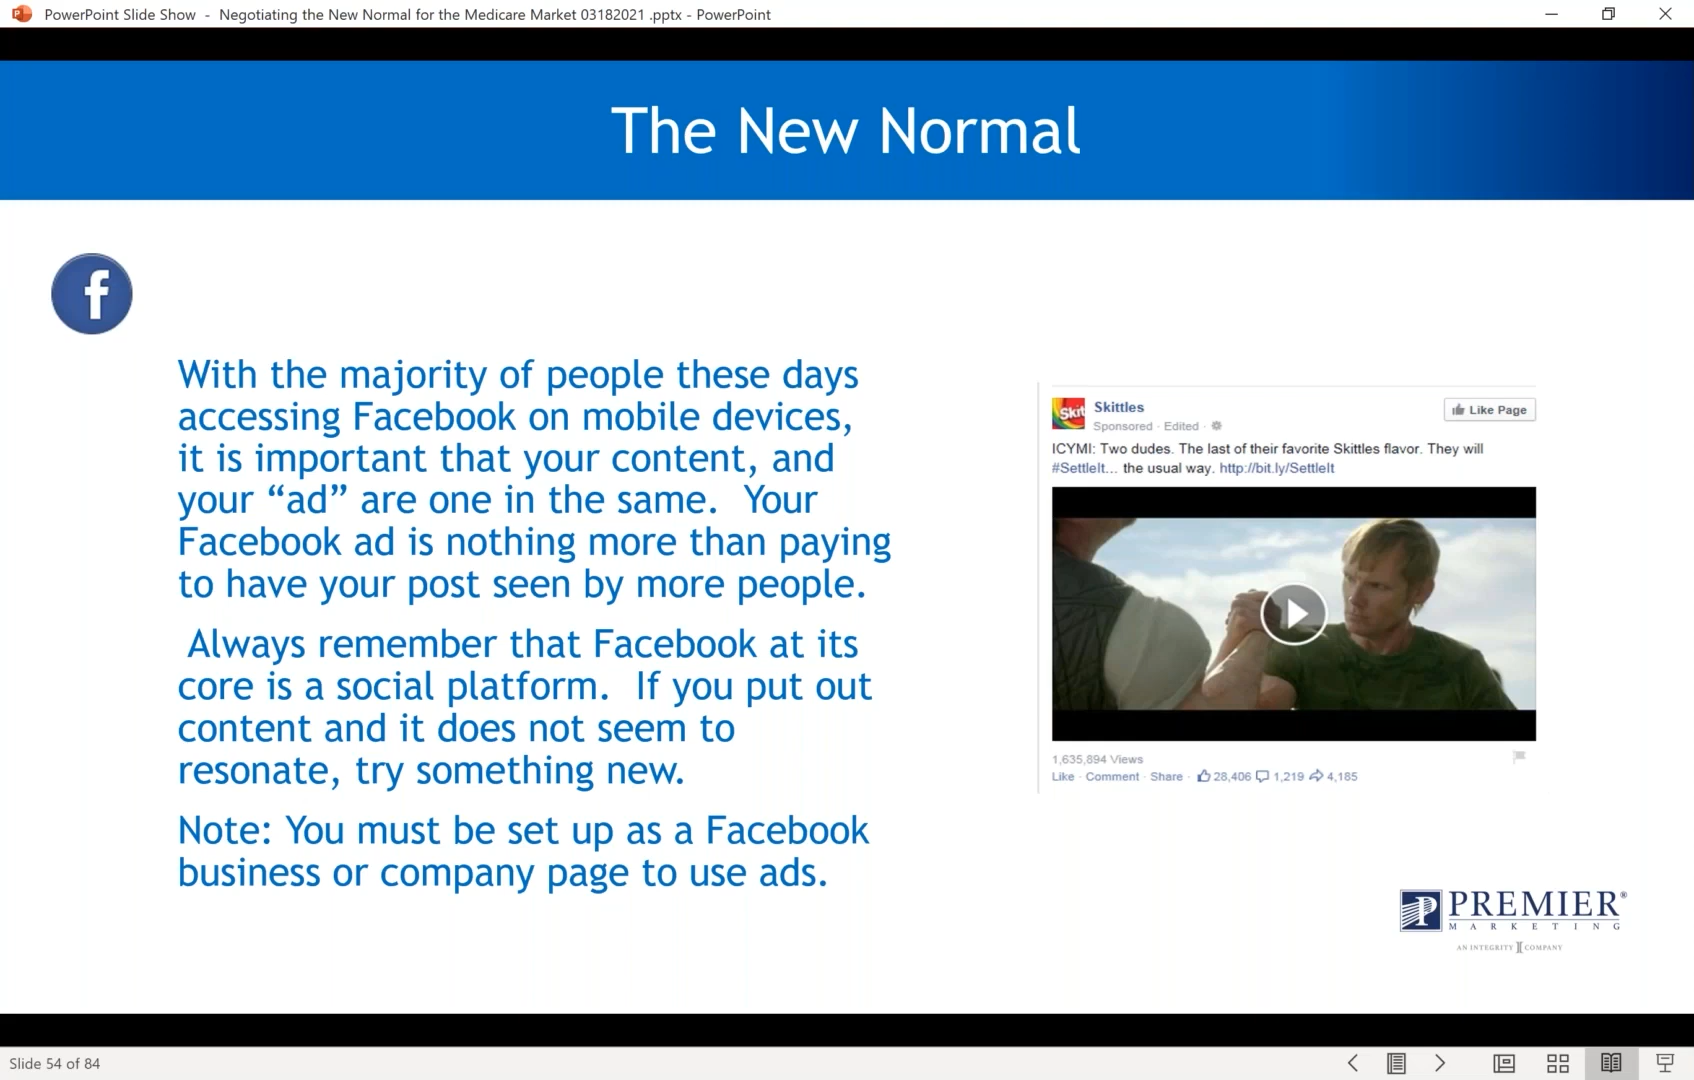 PowerPoint Slide Show - Negotiating the New Normal for the Medicare Market 03182021 .pptx - PowerPoint
The New Normal
f
With the majority of people these days
accessing Facebook on mobile devices,
it is important that your content, and
your “ad” are one in the same.  Your
Facebook ad is nothing more than paying
to have your post seen by more people.
Always remember that Facebook at its
core is a social platform.  If you put out
content and it does not seem to
resonate, try something new.
Note: You must be set up as a Facebook
business or company page to use ads.
Skit
Skittles
Like Page
Sponsored · Edited ·
ICYMI: Two dudes. The last of their favorite Skittles flavor. They will
#SettleIt... the usual way. http://bit.ly/SettleIt
1,635,894 Views
Like · Comment · Share · 28,406 1,219 4,185
P PREMIER®
MARKETING
AN INTEGRITY COMPANY
Slide 54 of 84